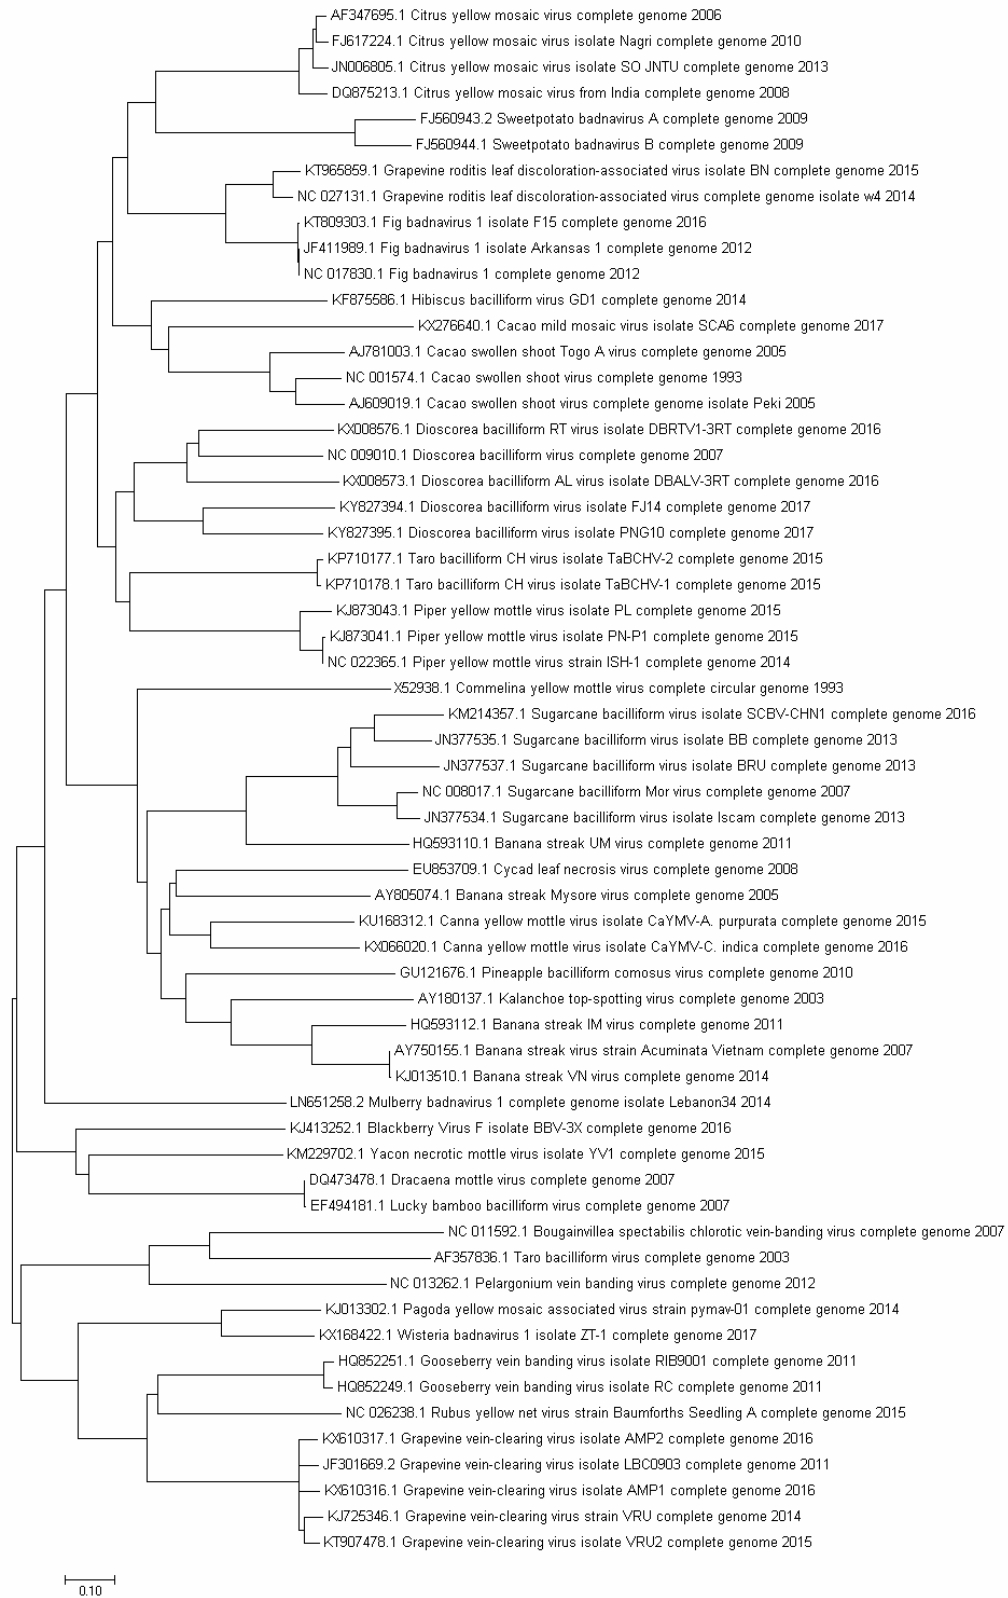 AF347695.1 Citrus yellow mosaic virus complete genome 2006
FJ617224.1 Citrus yellow mosaic virus isolate Nagri complete genome 2010
JN006805.1 Citrus yellow mosaic virus isolate SO JNTU complete genome 2013
DQ875213.1 Citrus yellow mosaic virus from India complete genome 2008
FJ560943.2 Sweetpotato badnavirus A complete genome 2009
FJ560944.1 Sweetpotato badnavirus B complete genome 2009
KT965859.1 Grapevine roditis leaf discoloration-associated virus isolate BN complete genome 2015
NC 027131.1 Grapevine roditis leaf discoloration-associated virus complete genome isolate w4 2014
KT809303.1 Fig badnavirus 1 isolate F15 complete genome 2016
JF411989.1 Fig badnavirus 1 isolate Arkansas 1 complete genome 2012
NC 017830.1 Fig badnavirus 1 complete genome 2012
KF875586.1 Hibiscus bacilliform virus GD1 complete genome 2014
KX276640.1 Cacao mild mosaic virus isolate SCA6 complete genome 2017
AJ781003.1 Cacao swollen shoot Togo A virus complete genome 2005
NC 001574.1 Cacao swollen shoot virus complete genome 1993
AJ609019.1 Cacao swollen shoot virus complete genome isolate Peki 2005
KX008576.1 Dioscorea bacilliform RT virus isolate DBRTV1-3RT complete genome 2016
NC 009010.1 Dioscorea bacilliform virus complete genome 2007
KX008573.1 Dioscorea bacilliform AL virus isolate DBALV-3RT complete genome 2016
KY827394.1 Dioscorea bacilliform virus isolate FJ14 complete genome 2017
KY827395.1 Dioscorea bacilliform virus isolate PNG10 complete genome 2017
KP710177.1 Taro bacilliform CH virus isolate TaBCHV-2 complete genome 2015
KP710178.1 Taro bacilliform CH virus isolate TaBCHV-1 complete genome 2015
KJ873043.1 Piper yellow mottle virus isolate PL complete genome 2015
KJ873041.1 Piper yellow mottle virus isolate PN-P1 complete genome 2015
NC 022365.1 Piper yellow mottle virus strain ISH-1 complete genome 2014
X52938.1 Commelina yellow mottle virus complete circular genome 1993
KM214357.1 Sugarcane bacilliform virus isolate SCBV-CHN1 complete genome 2016
JN377535.1 Sugarcane bacilliform virus isolate BB complete genome 2013
JN377537.1 Sugarcane bacilliform virus isolate BRU complete genome 2013
NC 008017.1 Sugarcane bacilliform Mor virus complete genome 2007
JN377534.1 Sugarcane bacilliform virus isolate Iscam complete genome 2013
HQ593110.1 Banana streak UM virus complete genome 2011
EU853709.1 Cycad leaf necrosis virus complete genome 2008
AY805074.1 Banana streak Mysore virus complete genome 2005
KU168312.1 Canna yellow mottle virus isolate CaYMV-A. purpurata complete genome 2015
KX066020.1 Canna yellow mottle virus isolate CaYMV-C. indica complete genome 2016
GU121676.1 Pineapple bacilliform comosus virus complete genome 2010
AY180137.1 Kalanchoe top-spotting virus complete genome 2003
HQ593112.1 Banana streak IM virus complete genome 2011
AY750155.1 Banana streak virus strain Acuminata Vietnam complete genome 2007
KJ013510.1 Banana streak VN virus complete genome 2014
LN651258.2 Mulberry badnavirus 1 complete genome isolate Lebanon34 2014
KJ413252.1 Blackberry Virus F isolate BBV-3X complete genome 2016
KM229702.1 Yacon necrotic mottle virus isolate YV1 complete genome 2015
DQ473478.1 Dracaena mottle virus complete genome 2007
EF494181.1 Lucky bamboo bacilliform virus complete genome 2007
NC 011592.1 Bougainvillea spectabilis chlorotic vein-banding virus complete genome 2007
AF357836.1 Taro bacilliform virus complete genome 2003
NC 013262.1 Pelargonium vein banding virus complete genome 2012
KJ013302.1 Pagoda yellow mosaic associated virus strain pymav-01 complete genome 2014
KX168422.1 Wisteria badnavirus 1 isolate ZT-1 complete genome 2017
HQ852251.1 Gooseberry vein banding virus isolate RIB9001 complete genome 2011
HQ852249.1 Gooseberry vein banding virus isolate RC complete genome 2011
NC 026238.1 Rubus yellow net virus strain Baumforths Seedling A complete genome 2015
KX610317.1 Grapevine vein-clearing virus isolate AMP2 complete genome 2016
JF301669.2 Grapevine vein-clearing virus isolate LBC0903 complete genome 2011
KX610316.1 Grapevine vein-clearing virus isolate AMP1 complete genome 2016
KJ725346.1 Grapevine vein-clearing virus strain VRU complete genome 2014
KT907478.1 Grapevine vein-clearing virus isolate VRU2 complete genome 2015
0.10